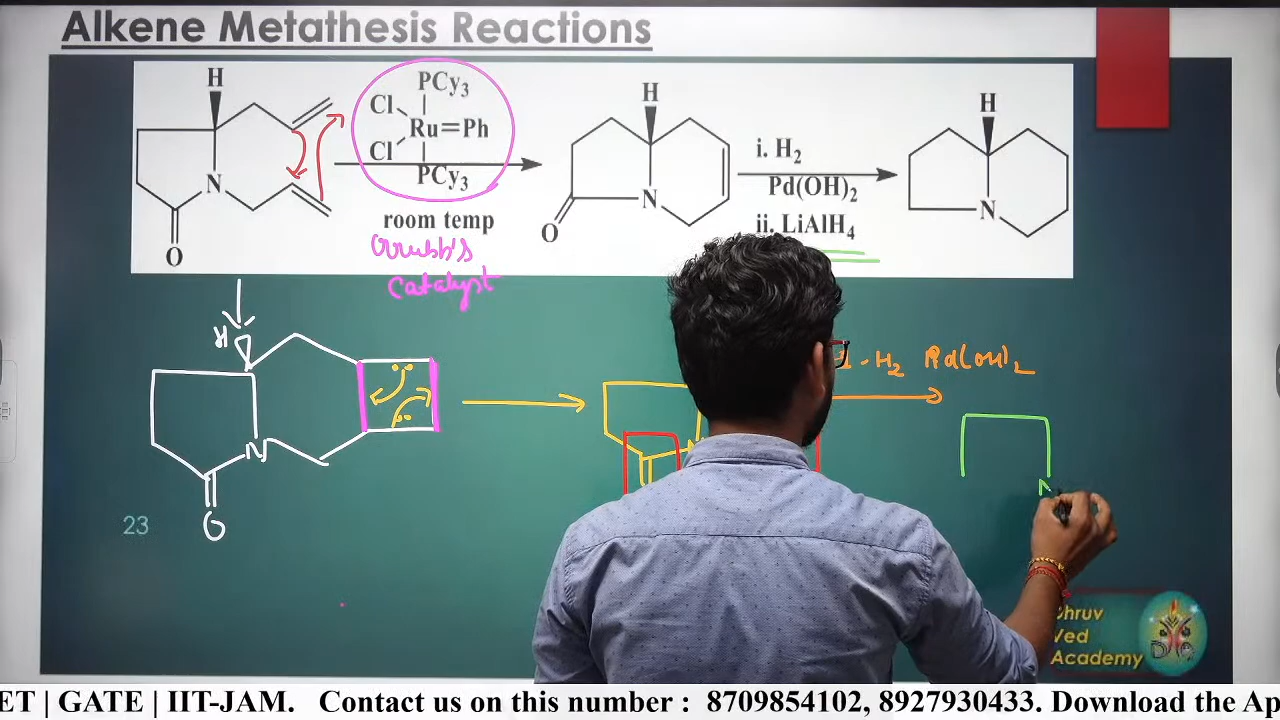 Alkene Metathesis Reactions
H
N
O
PCy3
Cl
Ru=Ph
Cl
PCy3
room temp
Grubb's
Catalyst
H
N
O
i. H2
Pd(OH)2
ii. LiAlH4
H
N
H
N
O
H2 Pd(OH)2
N
23
Dhruv
Ved
Academy
ET | GATE | IIT-JAM. Contact us on this number : 8709854102, 8927930433. Download the Ap